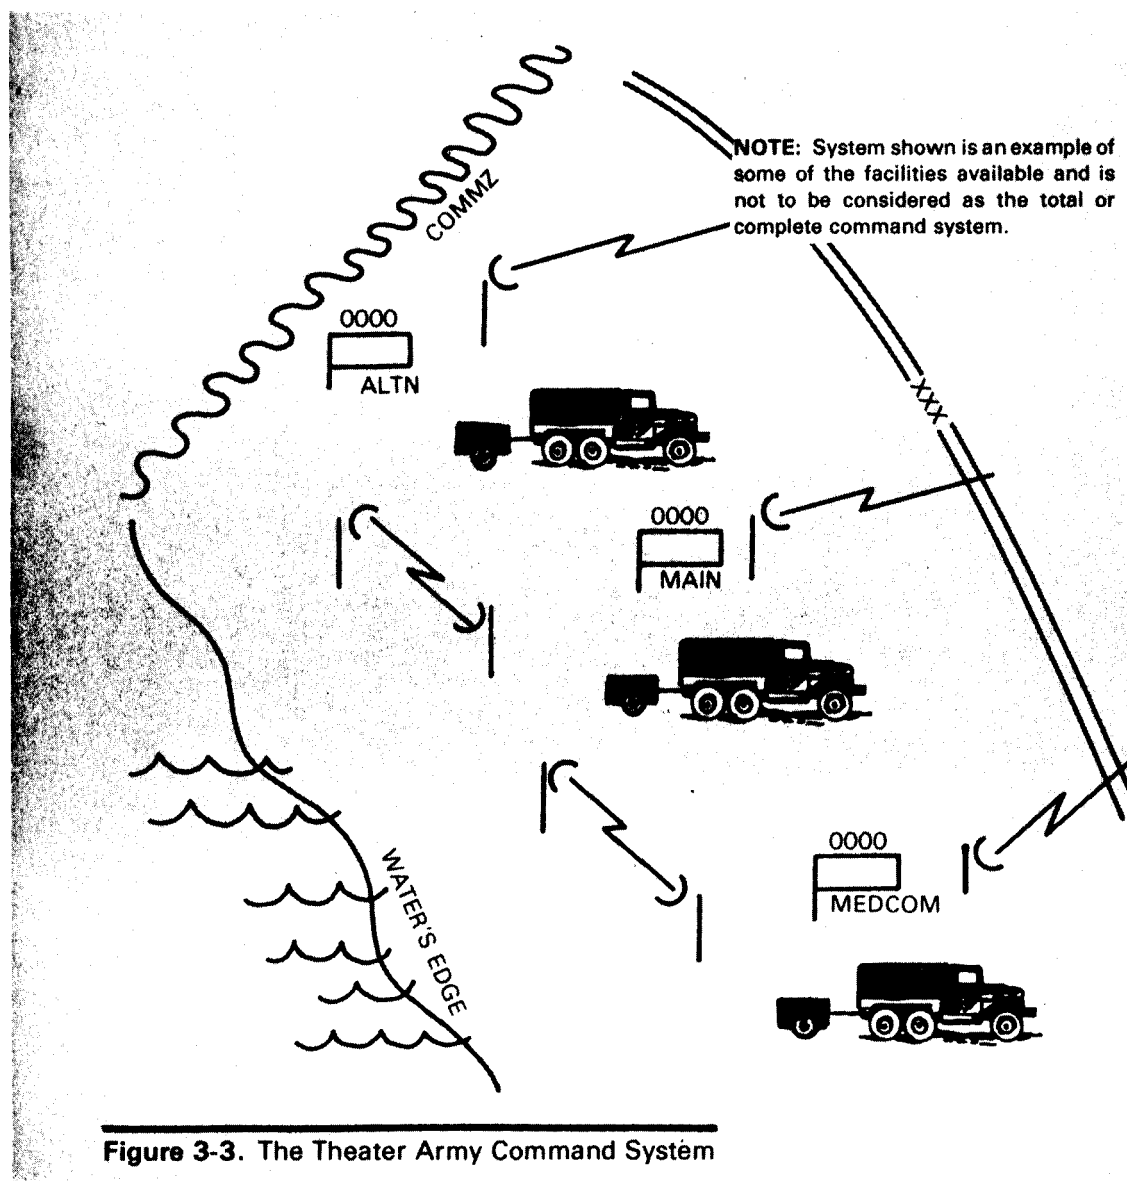 COMMZ
NOTE: System shown is an example of
some of the facilities available and is
not to be considered as the total or
complete command system.
0000
ALTN
XXX
0000
MAIN
0000
MEDCOM
WATER'S EDGE
Figure 3-3. The Theater Army Command System